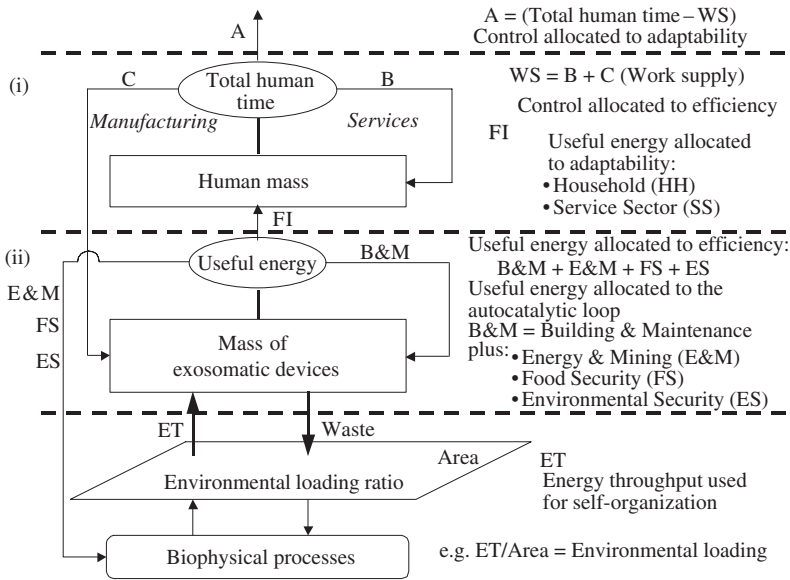 A
A = (Total human time – WS)
Control allocated to adaptability
(i)
C
Total human
time
B
WS = B + C (Work supply)
Control allocated to efficiency
Manufacturing
Services
FI
Useful energy allocated
to adaptability:
• Household (HH)
• Service Sector (SS)
Human mass
FI
(ii)
Useful energy
B&M
Useful energy allocated to efficiency:
B&M + E&M + FS + ES
Useful energy allocated to the
autocatalytic loop
B&M = Building & Maintenance
plus:
• Energy & Mining (E&M)
• Food Security (FS)
• Environmental Security (ES)
E&M
FS
ES
Mass of
exosomatic devices
ET
Waste
Area
Environmental loading ratio
ET
Energy throughput used
for self-organization
Biophysical processes
e.g. ET/Area = Environmental loading